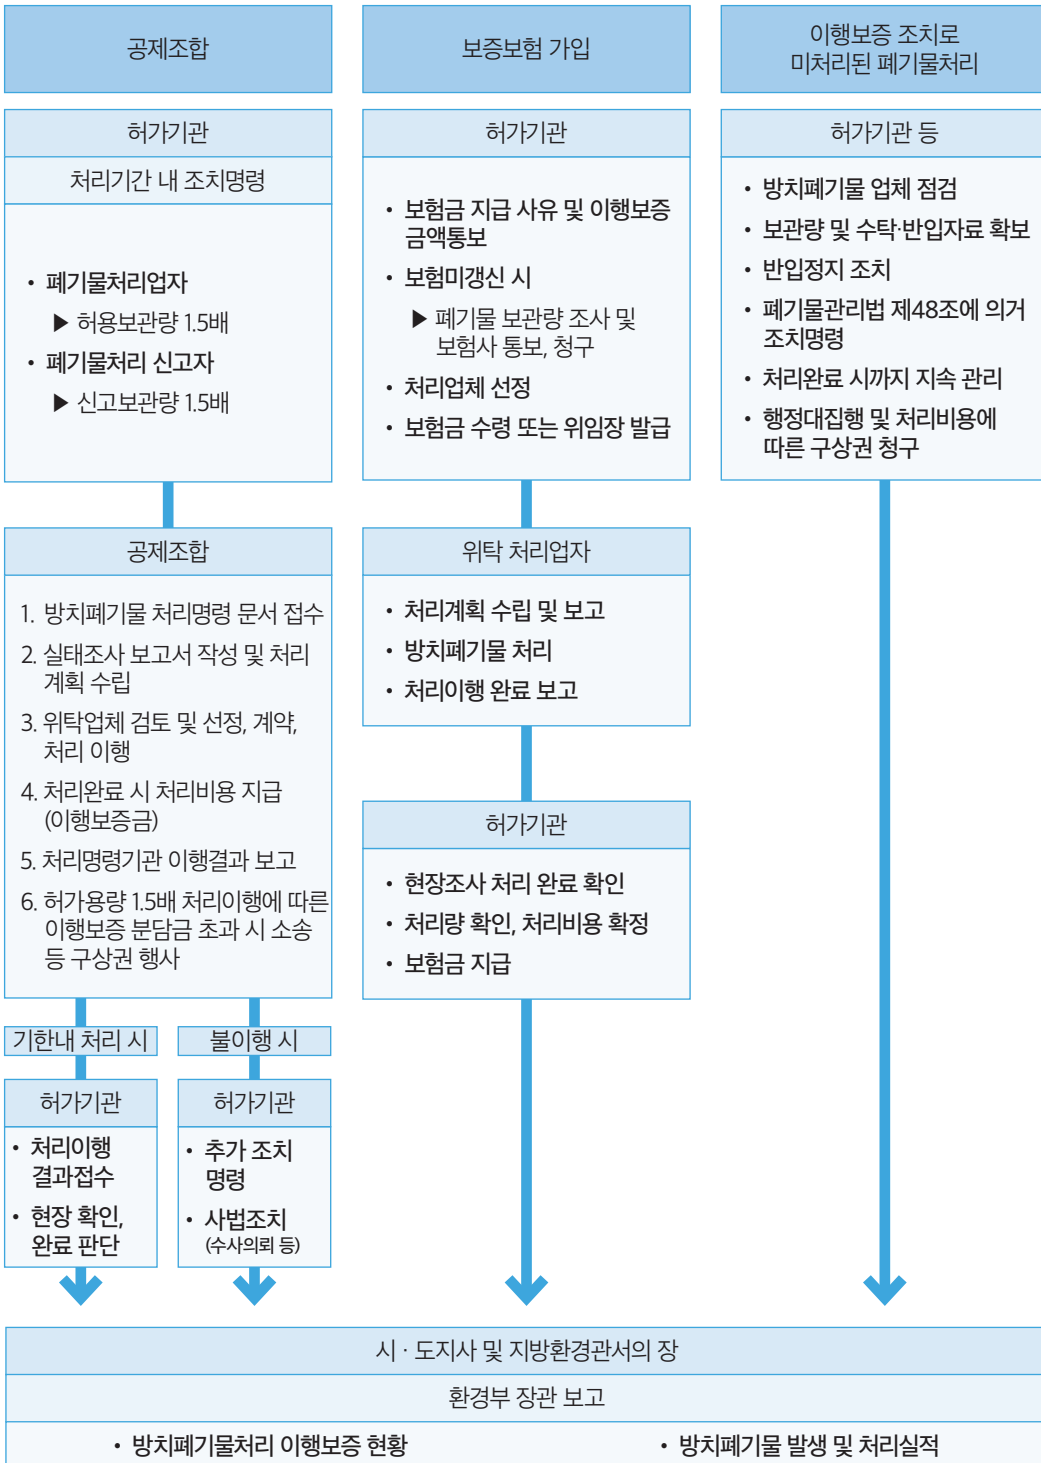 공제조합
허가기관
처리기간 내 조치명령
• 폐기물처리업자
▶ 허용보관량 1.5배
• 폐기물처리 신고자
▶ 신고보관량 1.5배
공제조합
1. 방치폐기물 처리명령 문서 접수
2. 실태조사 보고서 작성 및 처리
계획 수립
3. 위탁업체 검토 및 선정, 계약,
처리 이행
4. 처리완료 시 처리비용 지급
(이행보증금)
5. 처리명령기관 이행결과 보고
6. 허가용량 1.5배 처리이행에 따른
이행보증 분담금 초과 시 소송
등 구상권 행사
기한내 처리 시
허가기관
• 처리이행
결과접수
• 현장 확인,
완료 판단
불이행 시
허가기관
• 추가 조치
명령
• 사법조치
(수사의뢰 등)
보증보험 가입
허가기관
• 보험금 지급 사유 및 이행보증
금액통보
• 보험미갱신 시
▶ 폐기물 보관량 조사 및
보험사 통보, 청구
• 처리업체 선정
• 보험금 수령 또는 위임장 발급
위탁 처리업자
• 처리계획 수립 및 보고
• 방치폐기물 처리
• 처리이행 완료 보고
허가기관
• 현장조사 처리 완료 확인
• 처리량 확인, 처리비용 확정
• 보험금 지급
이행보증 조치로
미처리된 폐기물처리
허가기관 등
• 방치폐기물 업체 점검
• 보관량 및 수탁·반입자료 확보
• 반입정지 조치
• 폐기물관리법 제48조에 의거
조치명령
• 처리완료 시까지 지속 관리
• 행정대집행 및 처리비용에
따른 구상권 청구
시 · 도지사 및 지방환경관서의 장
환경부 장관 보고
• 방치폐기물처리 이행보증 현황
• 방치폐기물 발생 및 처리실적